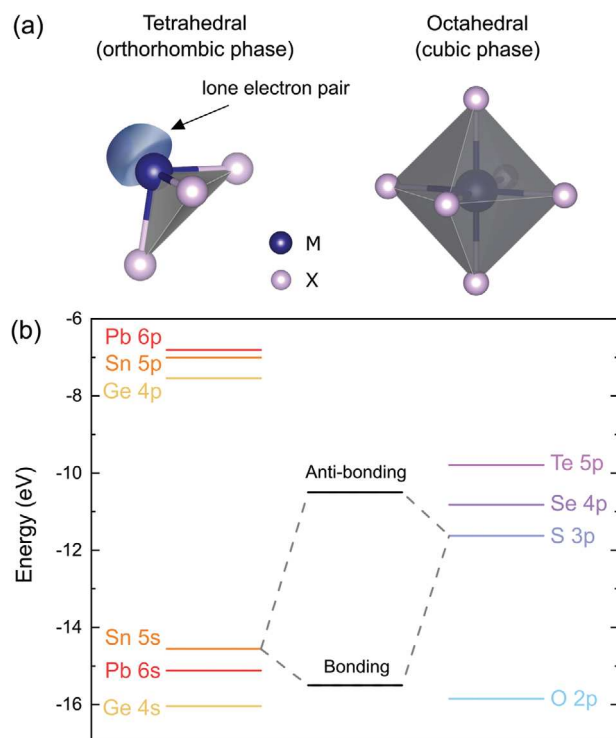 (a)
Tetrahedral
(orthorhombic phase)
Octahedral
(cubic phase)
lone electron pair
M
X
(b)
Energy (eV)
-6
-8
-10
-12
-14
-16
Pb 6p
Sn 5p
Ge 4p
Sn 5s
Pb 6s
Ge 4s
Anti-bonding
Bonding
Te 5p
Se 4p
S 3p
O 2p